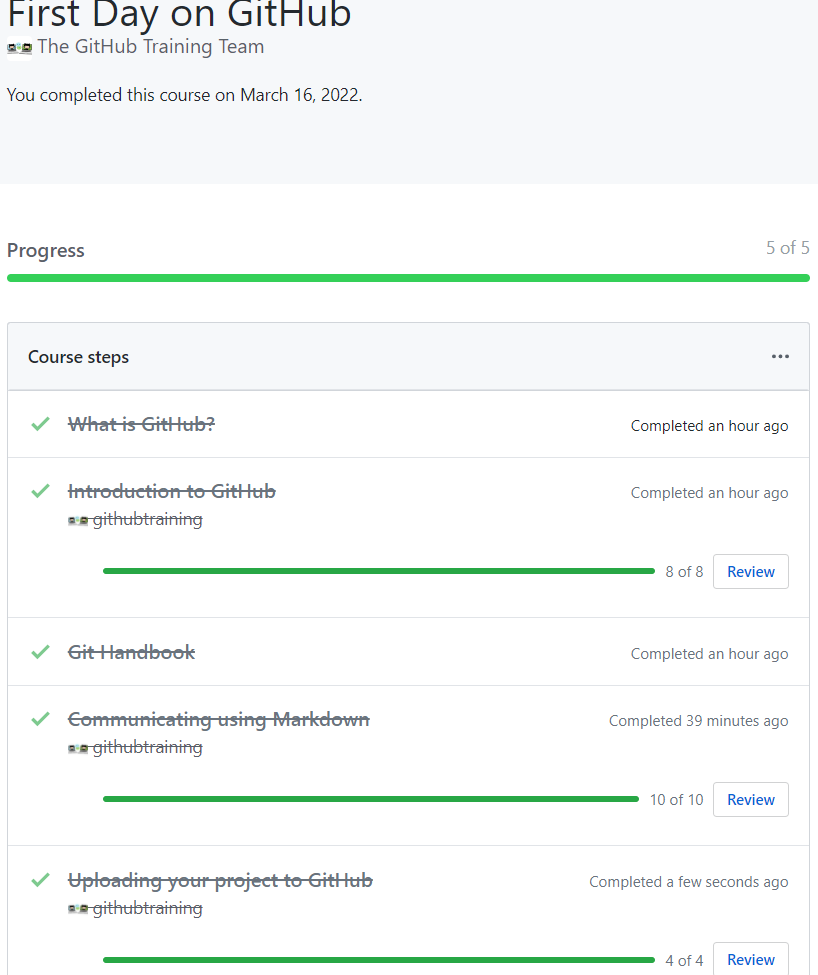 First Day on GitHub
The GitHub Training Team
You completed this course on March 16, 2022.
Progress
5 of 5
Course steps
What is GitHub?
Completed an hour ago
Introduction to GitHub
Completed an hour ago
githubtraining
8 of 8
Review
Git Handbook
Completed an hour ago
Communicating using Markdown
Completed 39 minutes ago
githubtraining
10 of 10
Review
Uploading your project to GitHub
Completed a few seconds ago
githubtraining
4 of 4
Review